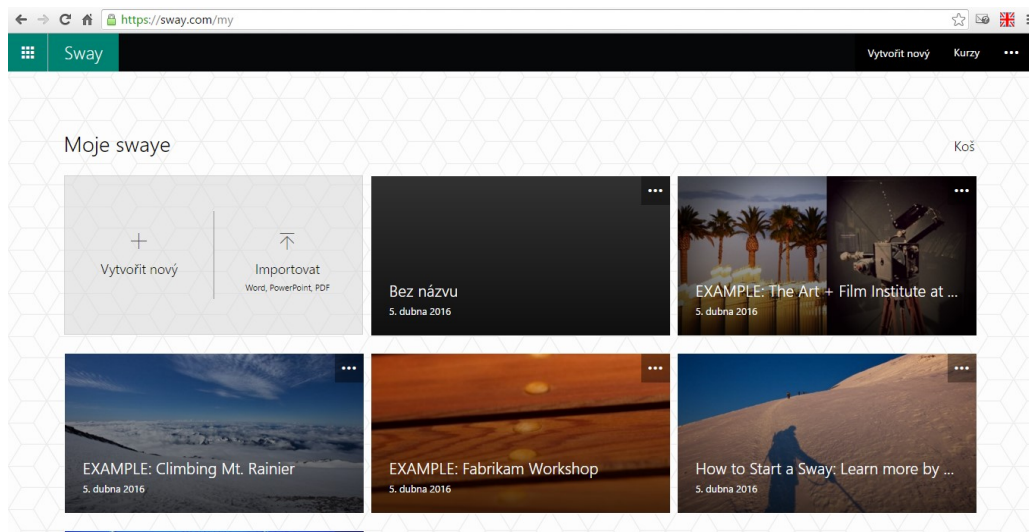 https://sway.com/my
Sway
Vytvořit nový Kurzy
Moje swaye
Koš
Vytvořit nový
Importovat
Word, PowerPoint, PDF
Bez názvu
5. dubna 2016
EXAMPLE: The Art + Film Institute at ...
5. dubna 2016
EXAMPLE: Climbing Mt. Rainier
5. dubna 2016
EXAMPLE: Fabrikam Workshop
5. dubna 2016
How to Start a Sway: Learn more by ...
5. dubna 2016